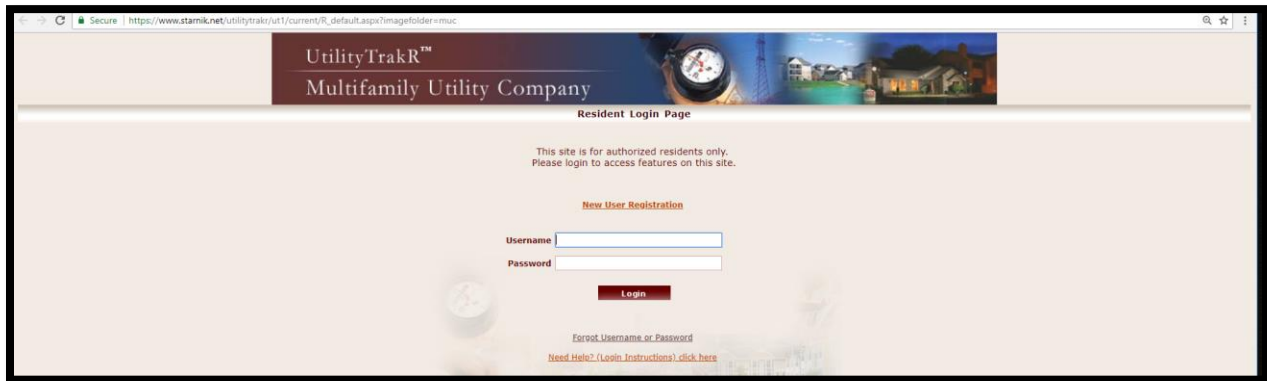 Secure | https://www.starnik.net/utilitytrakr/ut1/current/R_default.aspx?imagefolder=muc
UtilityTrakR™
Multifamily Utility Company
Resident Login Page
This site is for authorized residents only.
Please login to access features on this site.
New User Registration
Username
Password
Login
Forgot Username or Password
Need Help? (Login Instructions) click here